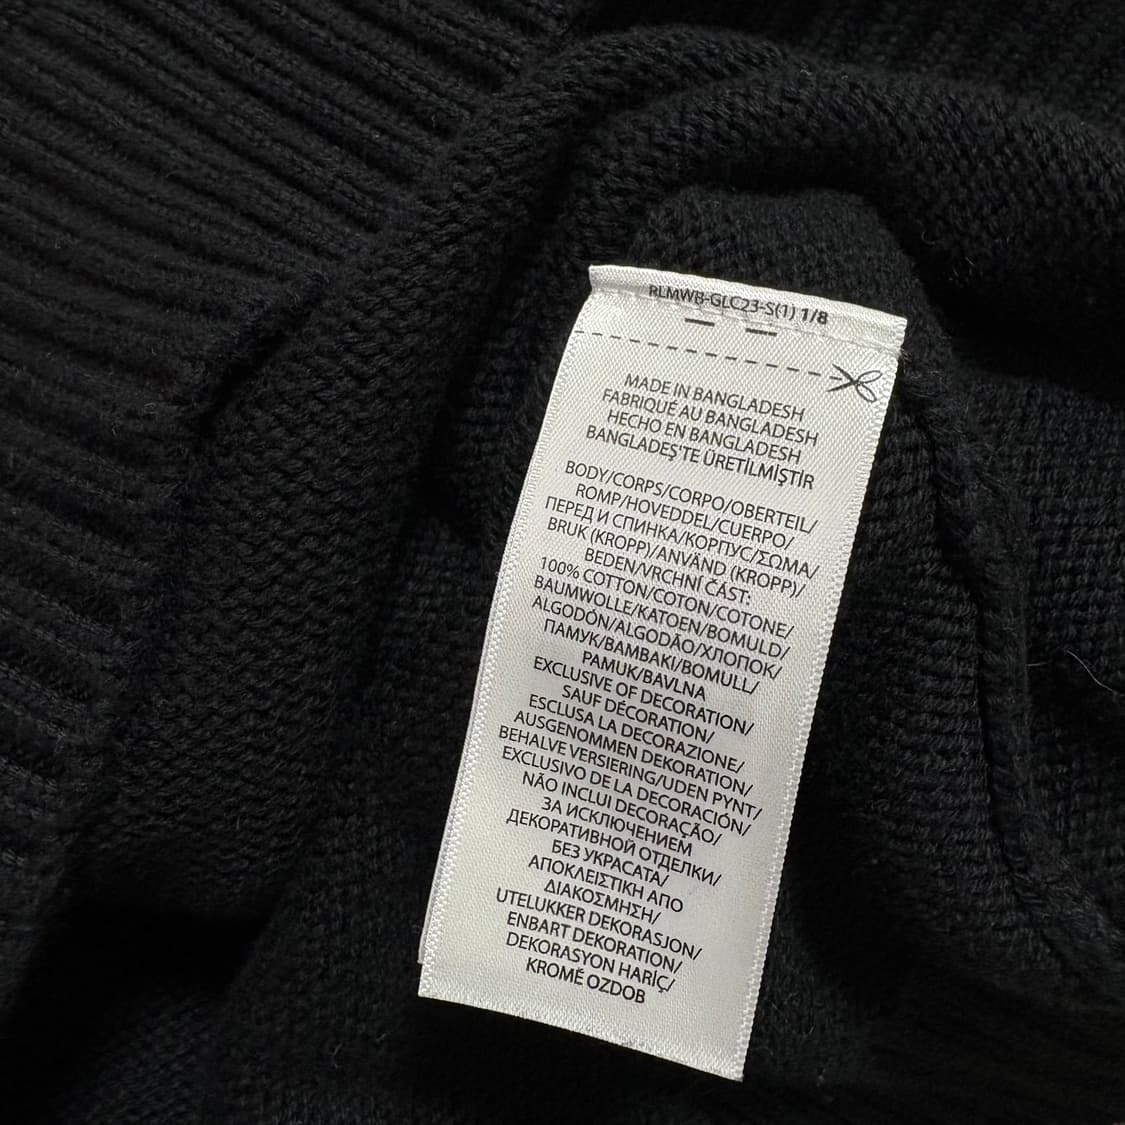 RLMWB-GLC23-S(1) 1/8
MADE IN BANGLADESH
FABRIQUÉ AU BANGLADESH
HECHO EN BANGLADESH
BANGLADEŞ'TE ÜRETİLMİŞTİR
BODY/CORPS/CORPO/OBERTEIL/
ROMP/HOVEDDEL/CUERPO/
ПЕРЕД И СПИНКА/КОРПУС/ΣΩΜΑ/
BRUK (KROPP)/ANVÄND (KROPP)/
BEDEN/VRCHNÍ ČÁST:
100% COTTON/COTON/COTONE/
BAUMWOLLE/KATOEN/BOMULD/
ALGODÓN/ALGODÃO/ХЛОПОК/
ПАМУК/ΒΑΜΒΑΚΙ/BOMULL/
PAMUK/BAVLNA
EXCLUSIVE OF DECORATION/
SAUF DÉCORATION/
ESCLUSA LA DECORAZIONE/
AUSGENOMMEN DEKORATION/
BEHALVE VERSIERING/UDEN PYNT/
EXCLUSIVO DE LA DECORACIÓN/
NÃO INCLUI DECORAÇÃO/
ЗА ИСКЛЮЧЕНИЕМ
ДЕКОРАТИВНОЙ ОТДЕЛКИ/
БЕЗ УКРАСАТА/
ΑΠΟΚΛΕΙΣΤΙΚΗ ΑΠΟ
ΔΙΑΚΟΣΜΗΣΗ/
UTELUKKER DEKORASJON/
ENBART DEKORATION/
DEKORASYON HARİÇ/
KROMĚ OZDOB